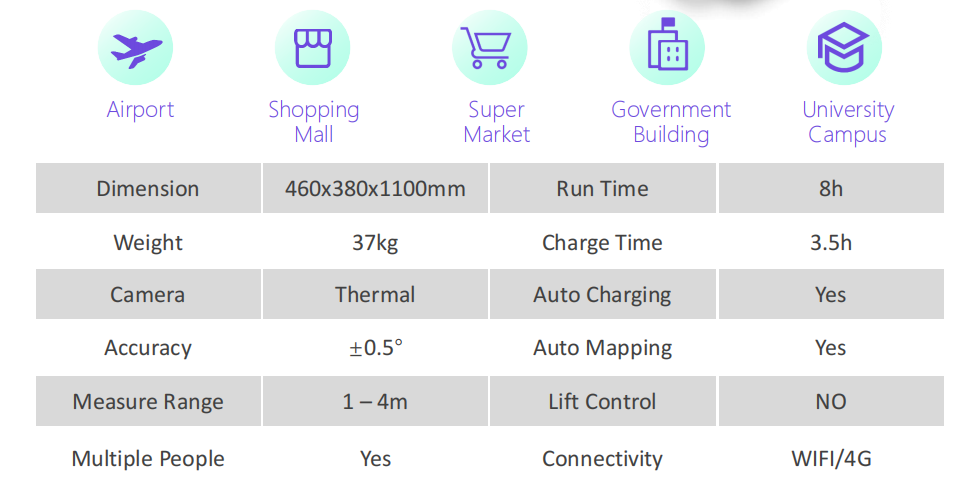 Airport
Shopping
Mall
Super
Market
Government
Building
University
Campus
Dimension 460x380x1100mm Run Time 8h
Weight 37kg Charge Time 3.5h
Camera Thermal Auto Charging Yes
Accuracy ±0.5° Auto Mapping Yes
Measure Range 1 – 4m Lift Control NO
Multiple People Yes Connectivity WIFI/4G